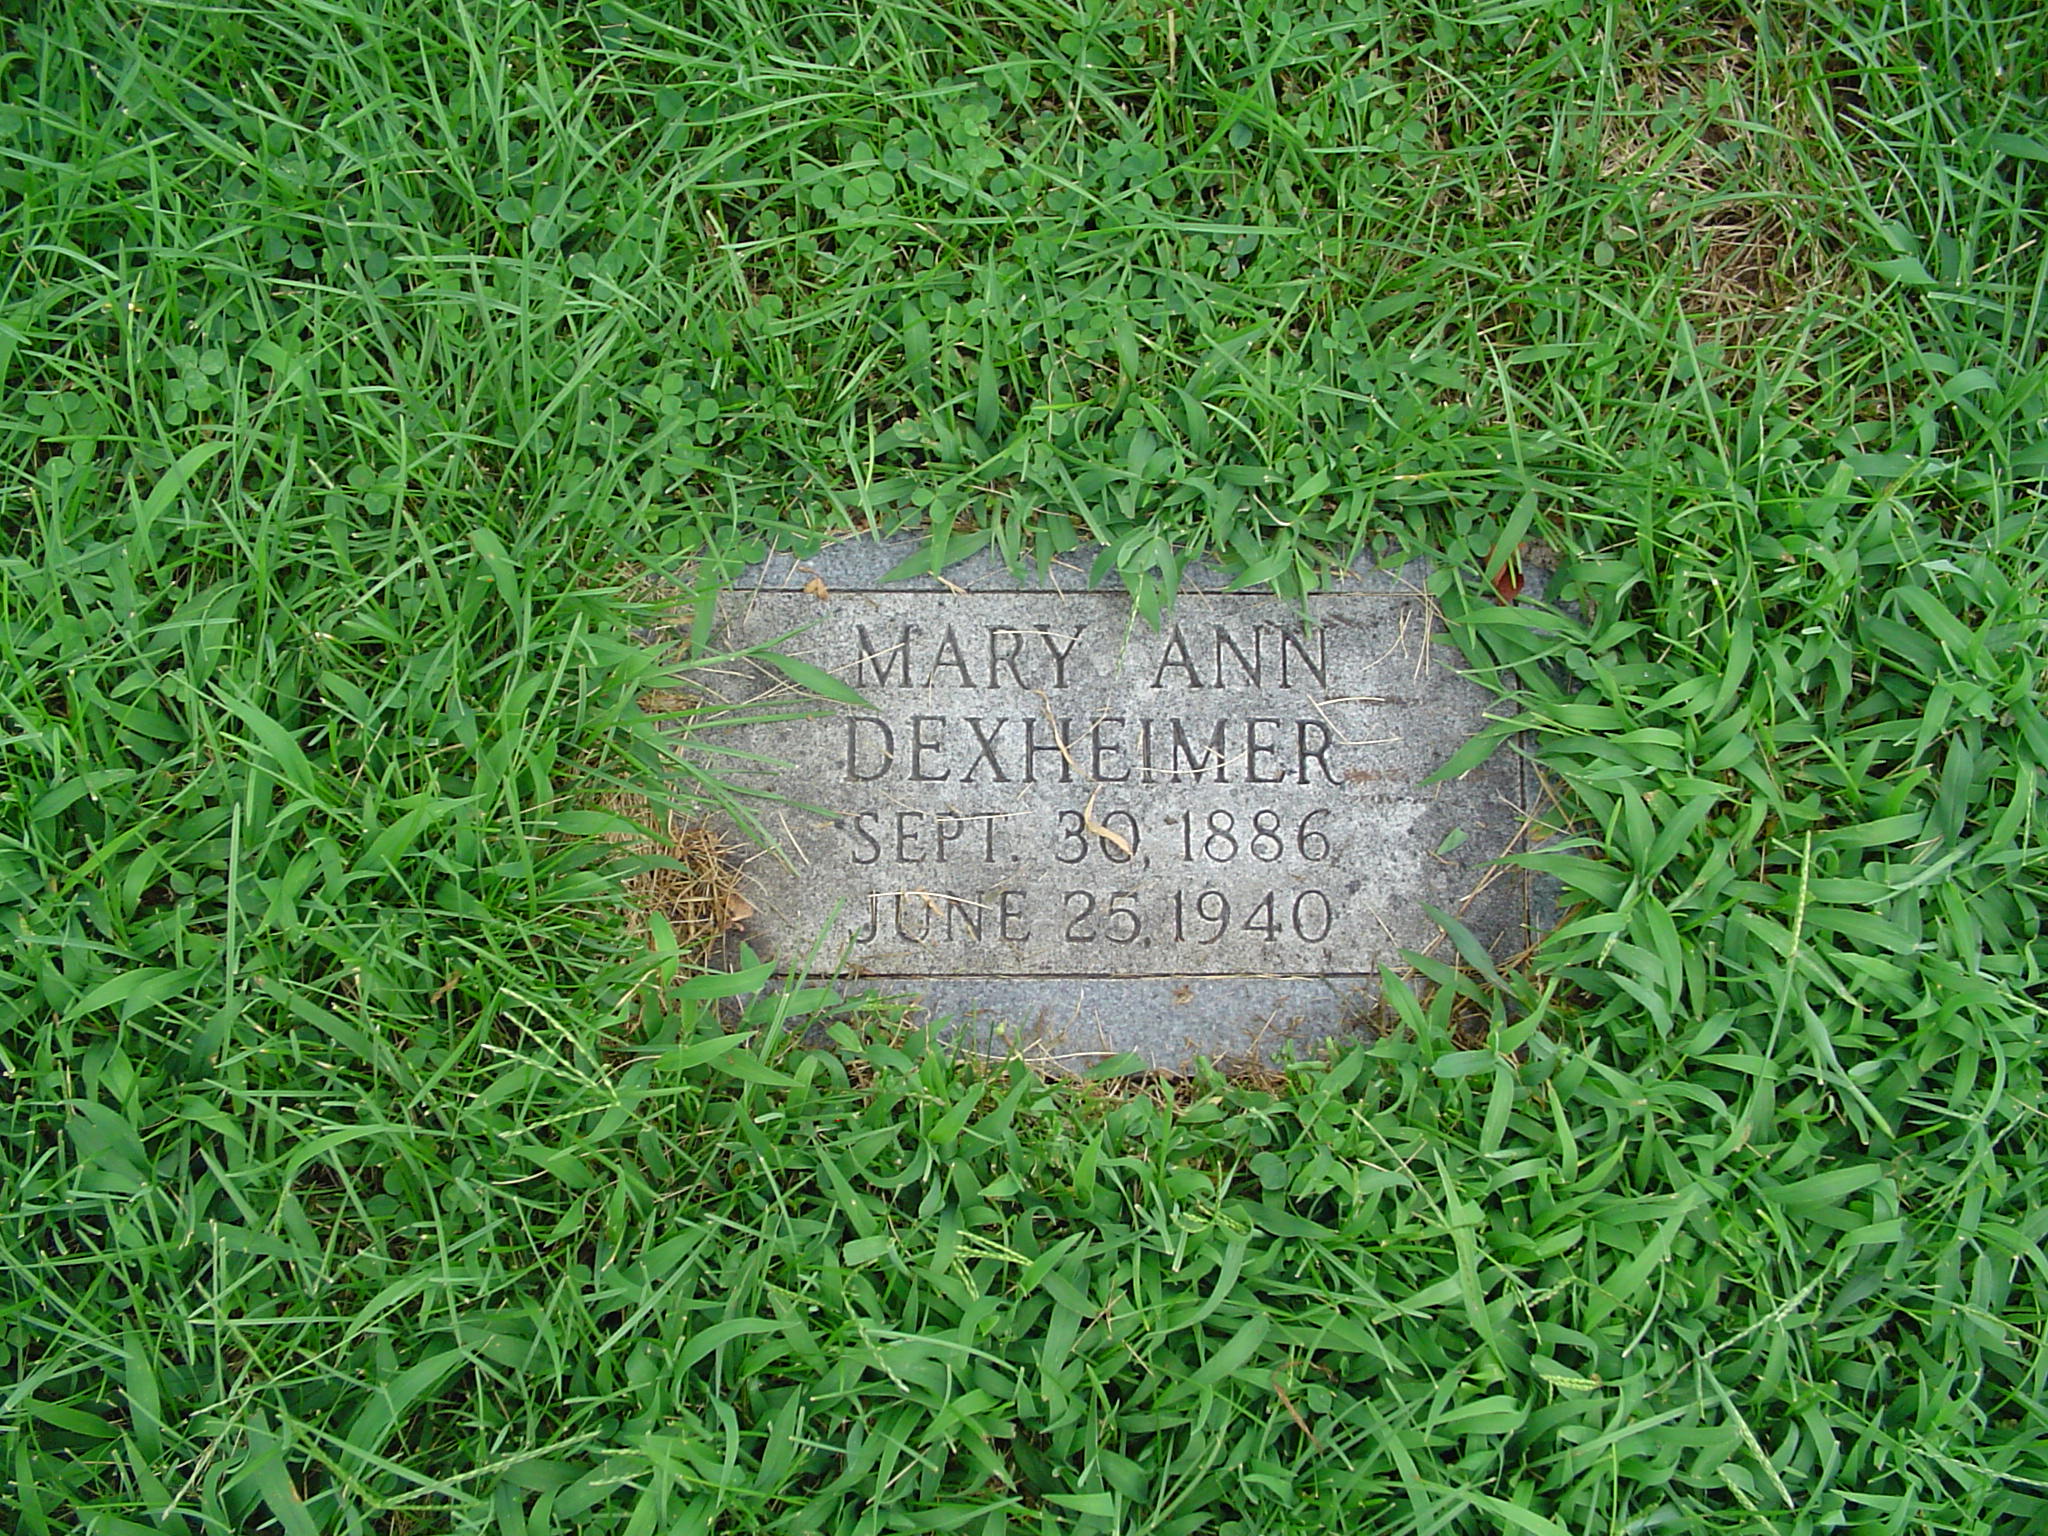 MARY ANN
DEXHEIMER
SEPT. 30, 1886
JUNE 25, 1940